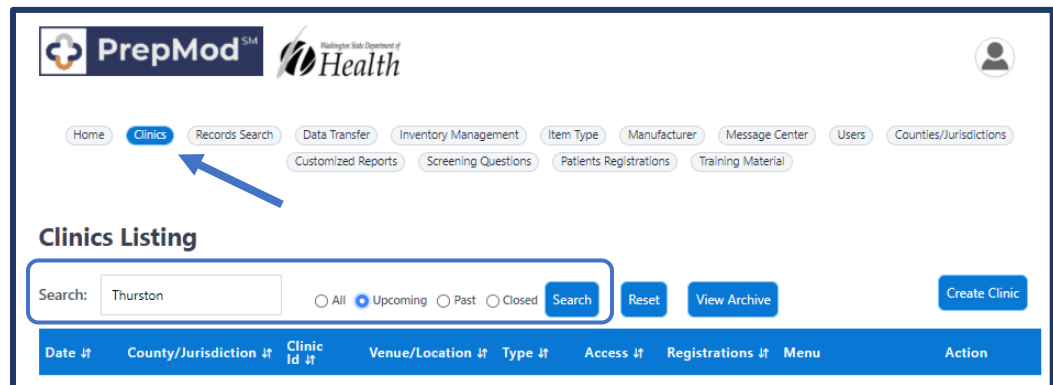 PrepMod SM
Washington State Department of
Health
Home Clinics Records Search Data Transfer Inventory Management Item Type Manufacturer Message Center Users Counties/Jurisdictions
Customized Reports Screening Questions Patients Registrations Training Material
Clinics Listing
Search: Thurston All Upcoming Past Closed Search Reset View Archive Create Clinic
Date County/Jurisdiction Clinic Id Venue/Location Type Access Registrations Menu Action